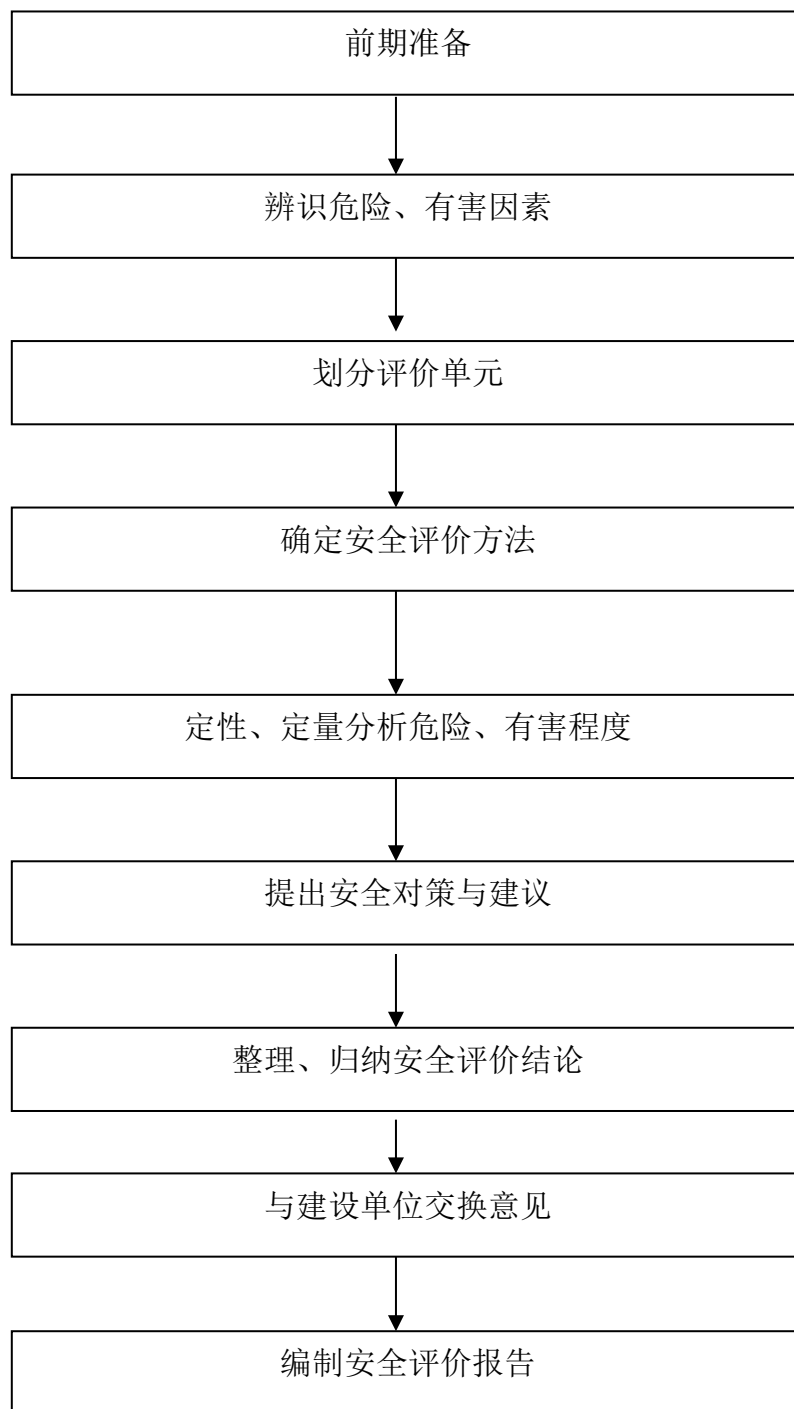 前期准备
辨识危险、有害因素
划分评价单元
确定安全评价方法
定性、定量分析危险、有害程度
提出安全对策与建议
整理、归纳安全评价结论
与建设单位交换意见
编制安全评价报告